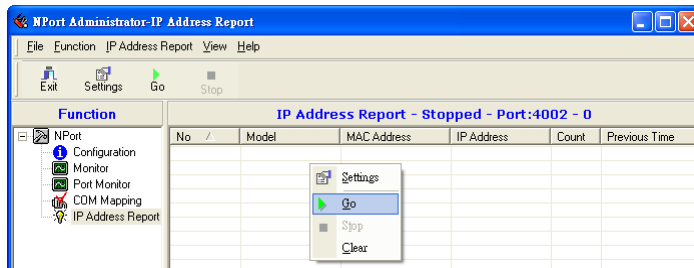 NPort Administrator-IP Address Report
File Function IP Address Report View Help
Exit Settings Go Stop
Function
IP Address Report - Stopped - Port:4002 - 0
No Model MAC Address IP Address Count Previous Time
NPort
Configuration
Monitor
Port Monitor
COM Mapping
IP Address Report
Settings
Go
Stop
Clear